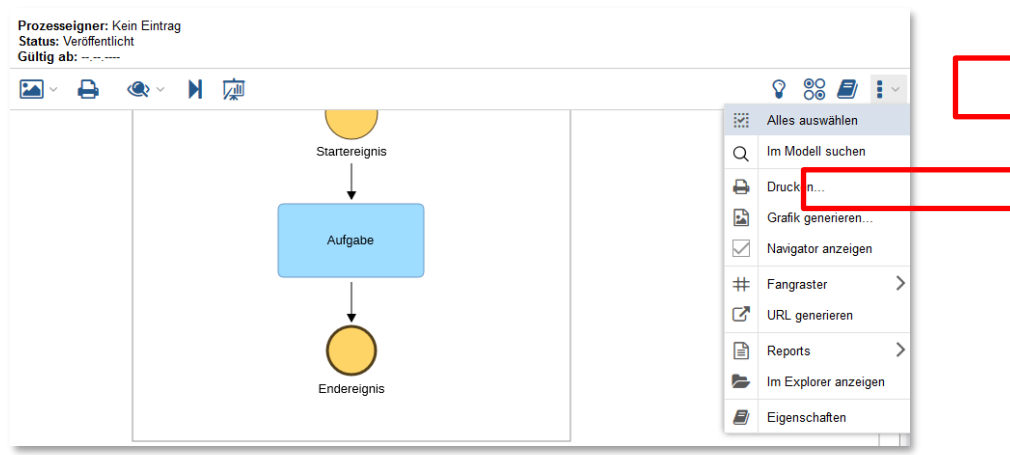 Prozesseigner: Kein Eintrag
Status: Veröffentlicht
Gültig ab: --.--.----
Alles auswählen
Im Modell suchen
Drucken...
Grafik generieren...
Navigator anzeigen
Fangraster
URL generieren
Reports
Im Explorer anzeigen
Eigenschaften
Startereignis
Aufgabe
Endereignis